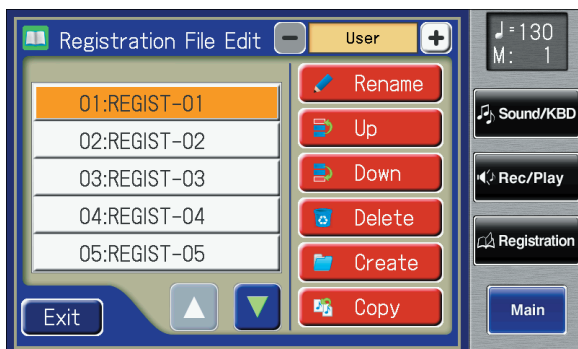 Registration File Edit - User +
01:REGIST-01
02:REGIST-02
03:REGIST-03
04:REGIST-04
05:REGIST-05
Exit
Rename
Up
Down
Delete
Create
Copy
♩=130
M: 1
Sound/KBD
Rec/Play
Registration
Main